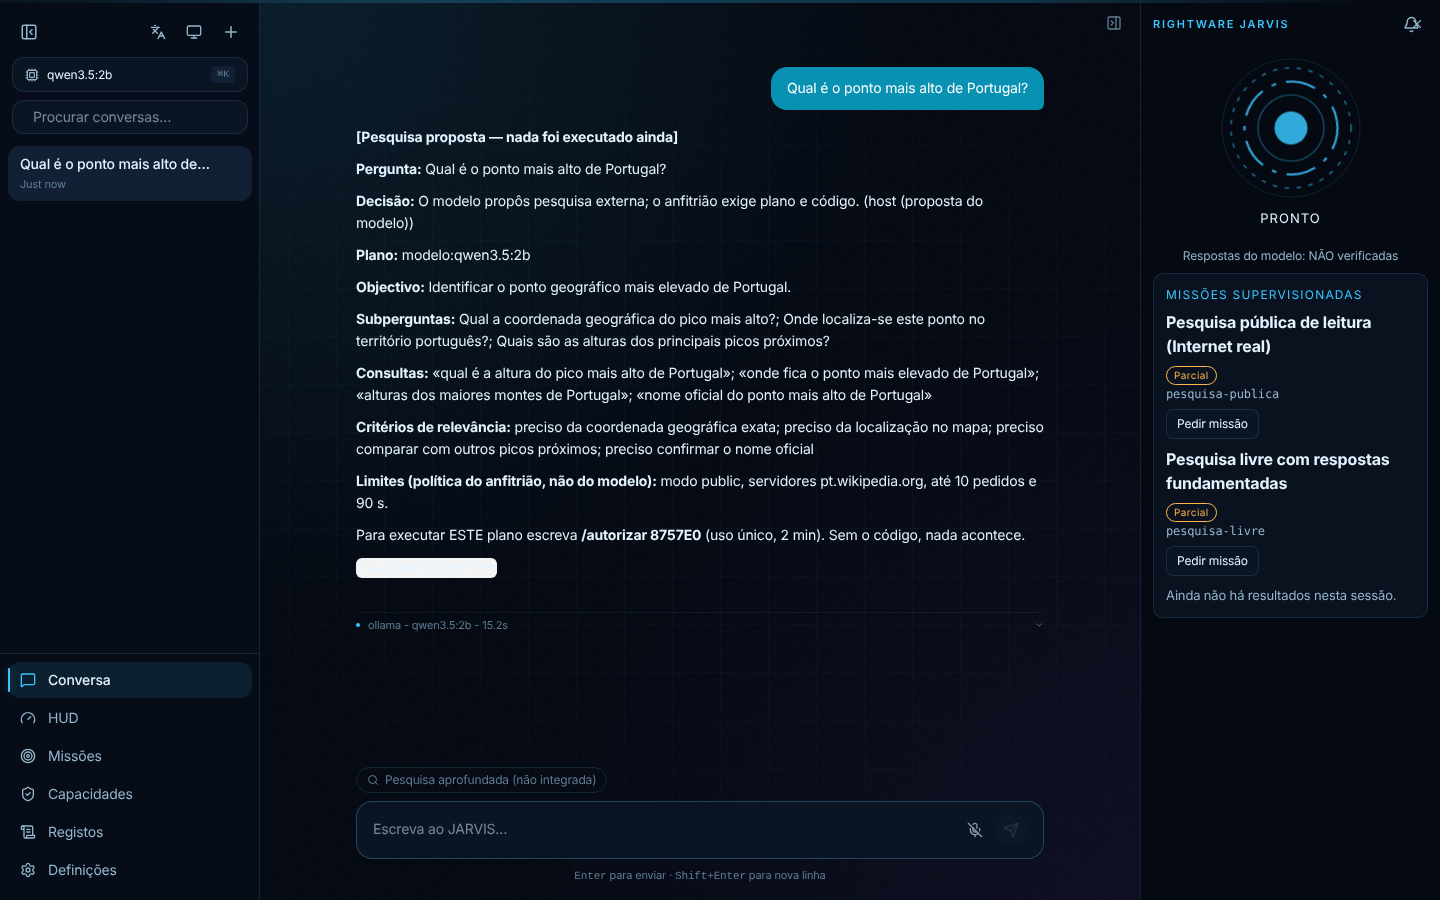 qwen3.5:2b
⌘K
Procurar conversas...
Qual é o ponto mais alto de...
Just now
Conversa
HUD
Missões
Capacidades
Registos
Definições
Qual é o ponto mais alto de Portugal?
[Pesquisa proposta — nada foi executado ainda]
Pergunta: Qual é o ponto mais alto de Portugal?
Decisão: O modelo propôs pesquisa externa; o anfitrião exige plano e código. (host (proposta do
modelo))
Plano: modelo:qwen3.5:2b
Objectivo: Identificar o ponto geográfico mais elevado de Portugal.
Subperguntas: Qual a coordenada geográfica do pico mais alto?; Onde localiza-se este ponto no
território português?; Quais são as alturas dos principais picos próximos?
Consultas: «qual é a altura do pico mais alto de Portugal»; «onde fica o ponto mais elevado de Portugal»;
«alturas dos maiores montes de Portugal»; «nome oficial do ponto mais alto de Portugal»
Critérios de relevância: preciso da coordenada geográfica exata; preciso da localização no mapa; preciso
comparar com outros picos próximos; preciso confirmar o nome oficial
Limites (política do anfitrião, não do modelo): modo public, servidores pt.wikipedia.org, até 10 pedidos e
90 s.
Para executar ESTE plano escreva /autorizar 8757E0 (uso único, 2 min). Sem o código, nada acontece.
ollama - qwen3.5:2b - 15.2s
Pesquisa aprofundada (não integrada)
Escreva ao JARVIS...
Enter para enviar · Shift+Enter para nova linha
RIGHTWARE JARVIS
PRONTO
Respostas do modelo: NÃO verificadas
MISSÕES SUPERVISIONADAS
Pesquisa pública de leitura
(Internet real)
Parcial
pesquisa-publica
Pedir missão
Pesquisa livre com respostas
fundamentadas
Parcial
pesquisa-livre
Pedir missão
Ainda não há resultados nesta sessão.